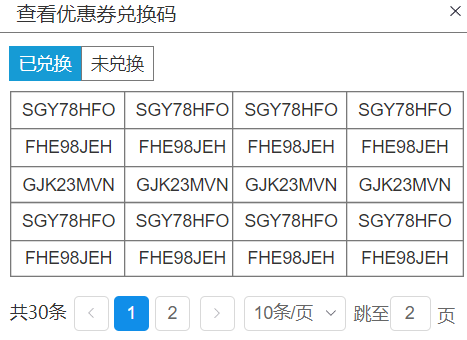 查看优惠券兑换码
已兑换 未兑换
SGY78HFO SGY78HFO SGY78HFO SGY78HFO
FHE98JEH FHE98JEH FHE98JEH FHE98JEH
GJK23MVN GJK23MVN GJK23MVN GJK23MVN
SGY78HFO SGY78HFO SGY78HFO SGY78HFO
FHE98JEH FHE98JEH FHE98JEH FHE98JEH
共30条 1 2 10条/页 跳至 2 页